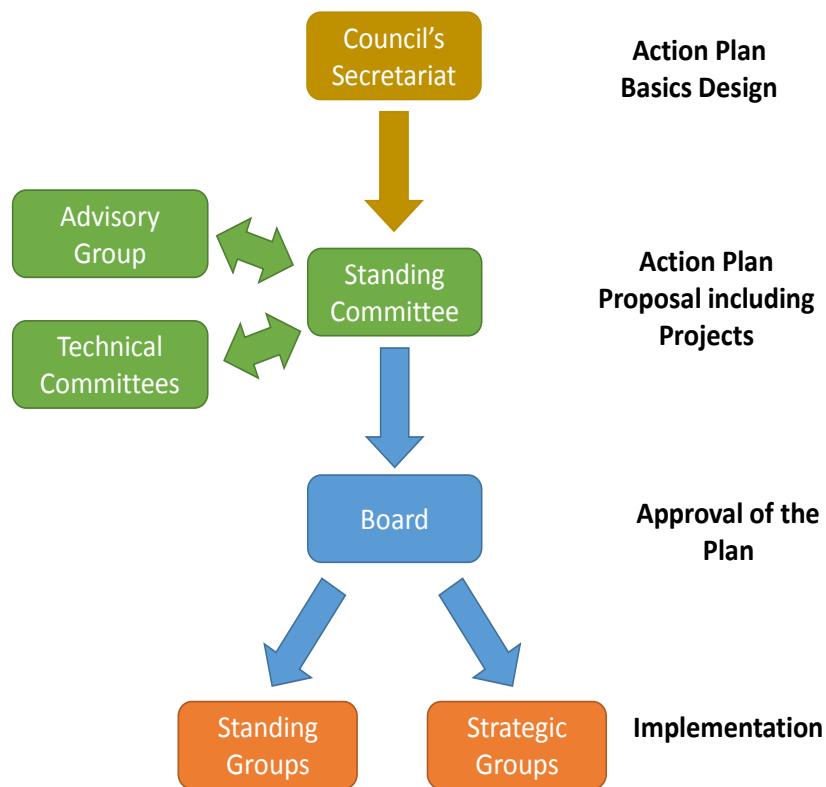 Council's
Secretariat
Action Plan
Basics Design
Advisory
Group
Standing
Committee
Action Plan
Proposal including
Projects
Technical
Committees
Board
Approval of the
Plan
Standing
Groups
Strategic
Groups
Implementation